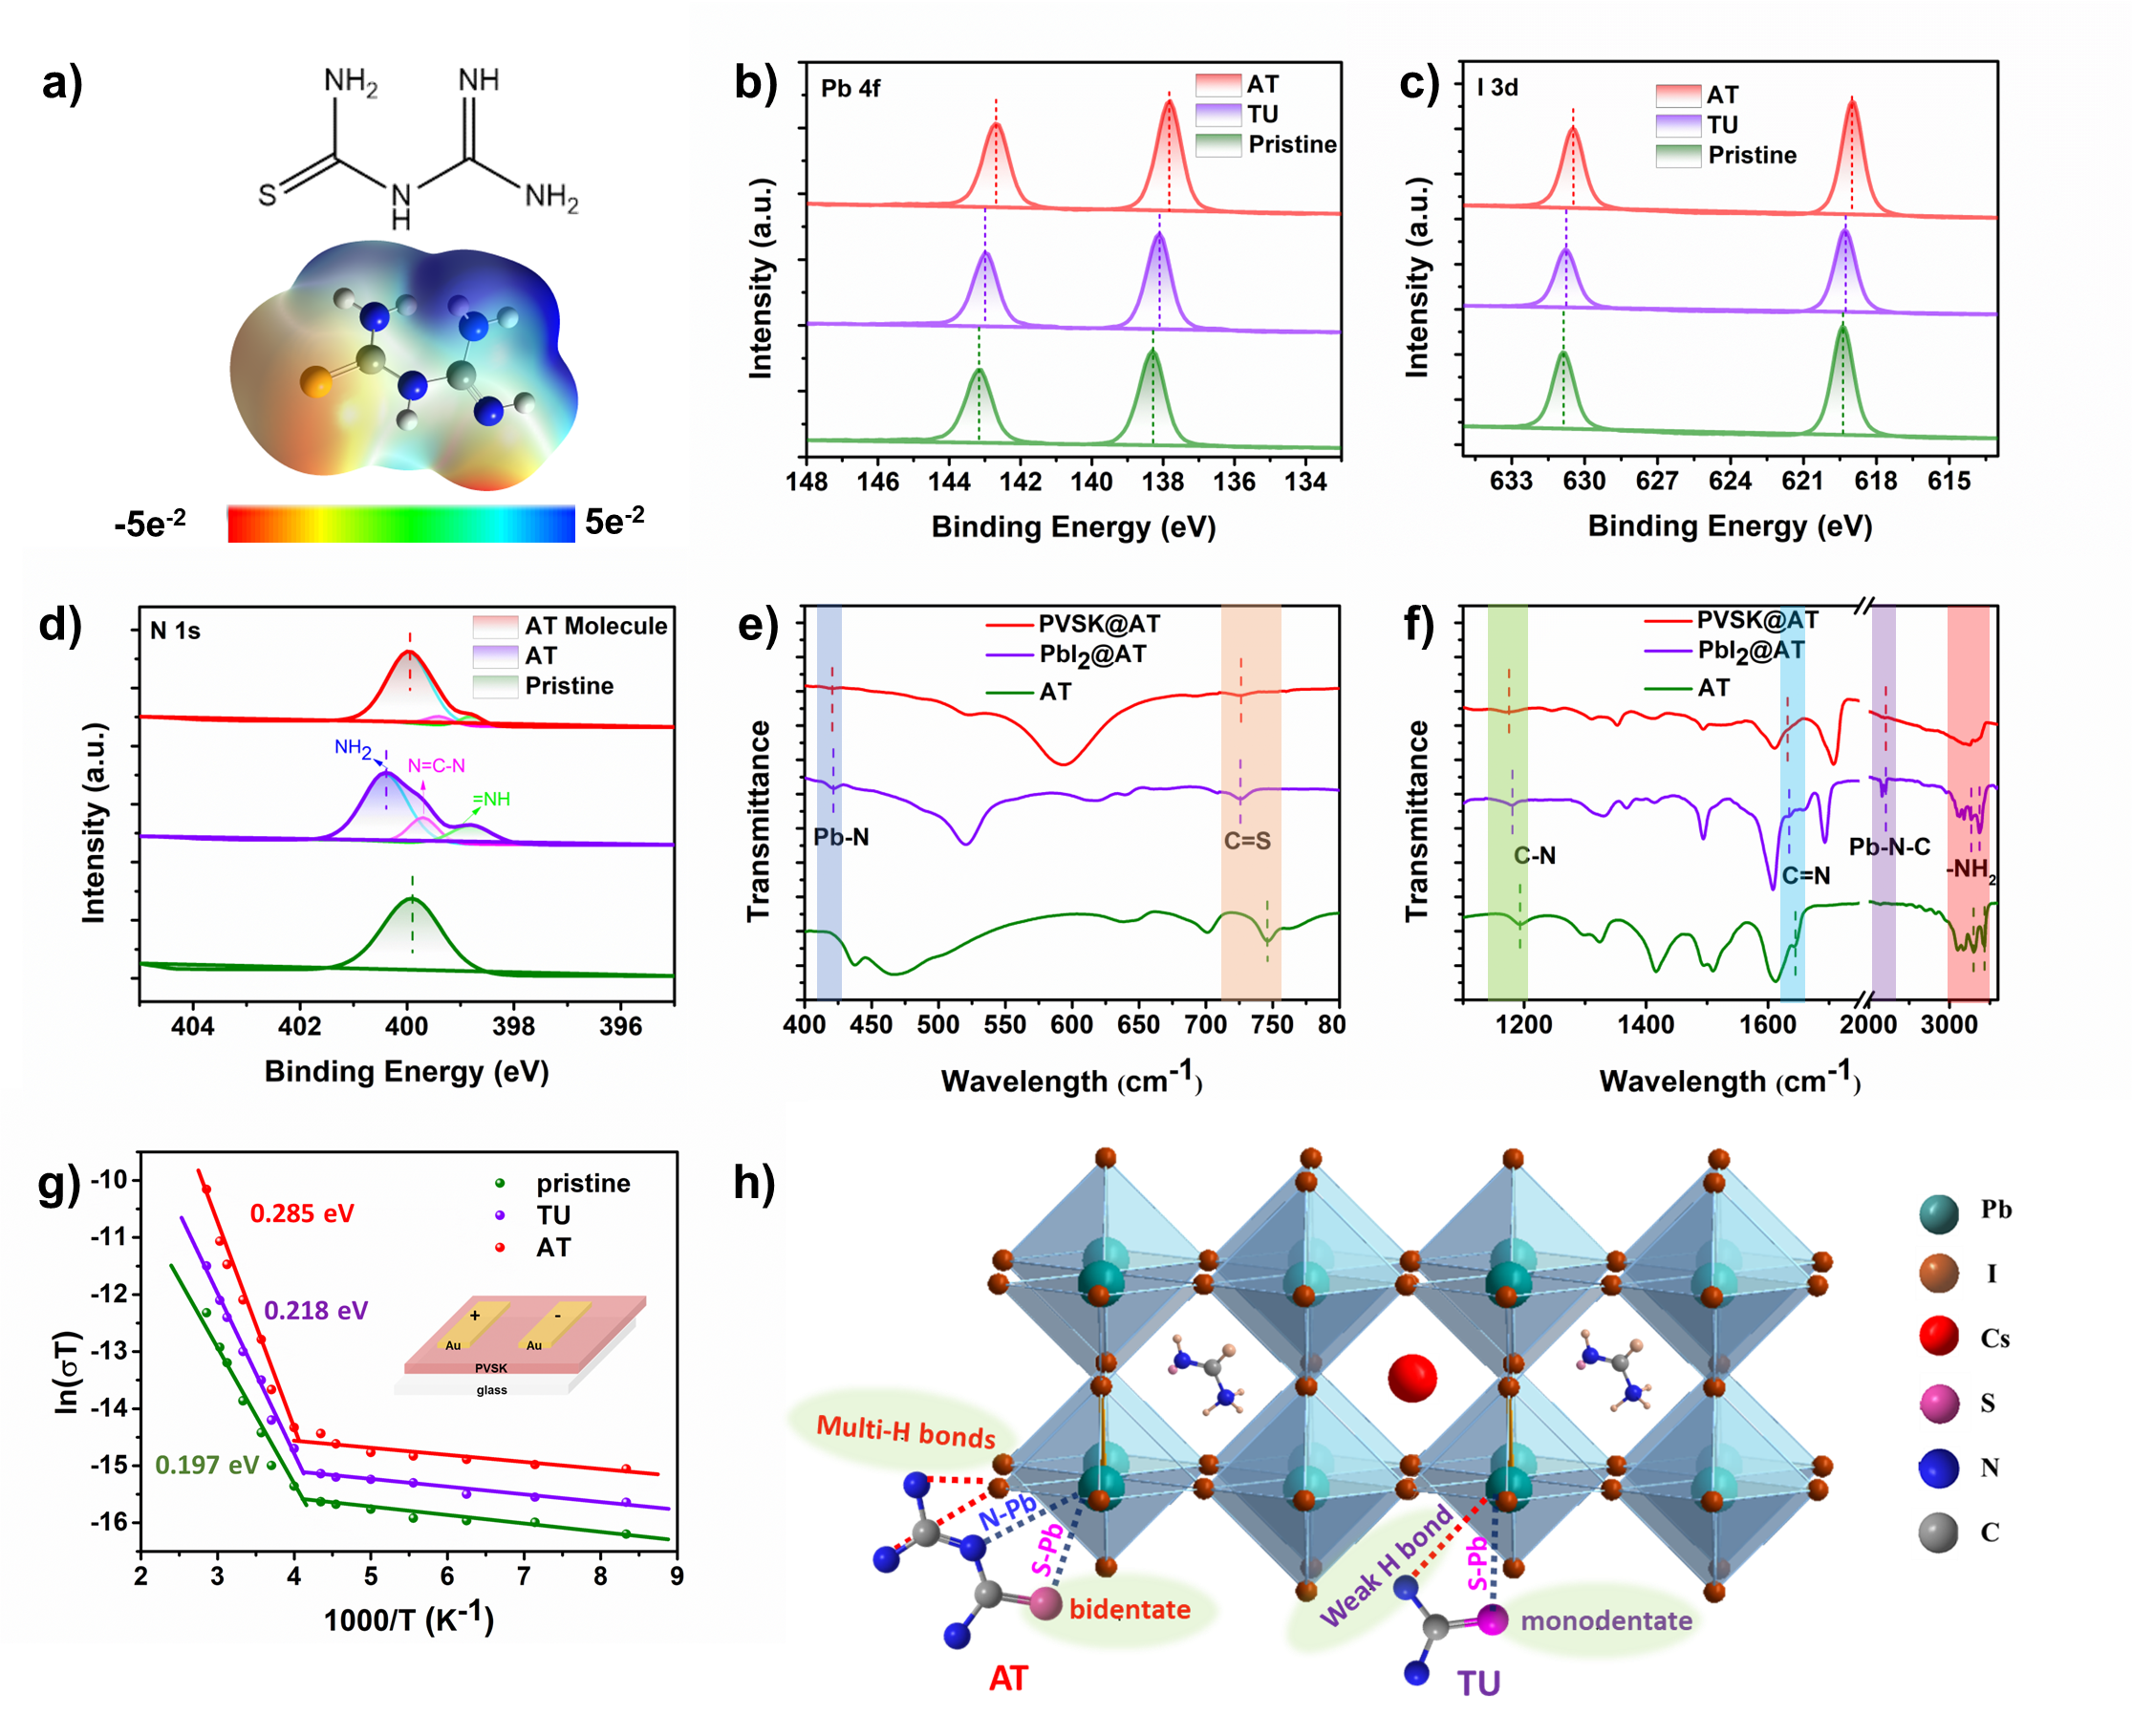 a)
NH2
NH
S
N
H
NH2
-5e-2
5e-2
b)
Pb 4f
AT
TU
Pristine
Intensity (a.u.)
148 146 144 142 140 138 136 134
Binding Energy (eV)
c)
I 3d
AT
TU
Pristine
Intensity (a.u.)
633 630 627 624 621 618 615
Binding Energy (eV)
d)
N 1s
AT Molecule
AT
Pristine
NH2
N=C-N
=NH
Intensity (a.u.)
404 402 400 398 396
Binding Energy (eV)
e)
PVSK@AT
PbI2@AT
AT
Pb-N
C=S
Transmittance
400 450 500 550 600 650 700 750 80
Wavelength (cm-1)
f)
PVSK@AT
PbI2@AT
AT
C-N
C=N
Pb-N-C
-NH2
Transmittance
1200 1400 1600 2000 3000
Wavelength (cm-1)
g)
-10
-11
-12
-13
-14
-15
-16
ln(σT)
pristine
TU
AT
0.285 eV
0.218 eV
0.197 eV
+
-
Au
Au
PVSK
glass
2 3 4 5 6 7 8 9
1000/T (K-1)
h)
Pb
I
Cs
S
N
C
Multi-H bonds
N-Pb
S-Pb
bidentate
AT
Weak H bond
S-Pb
monodentate
TU